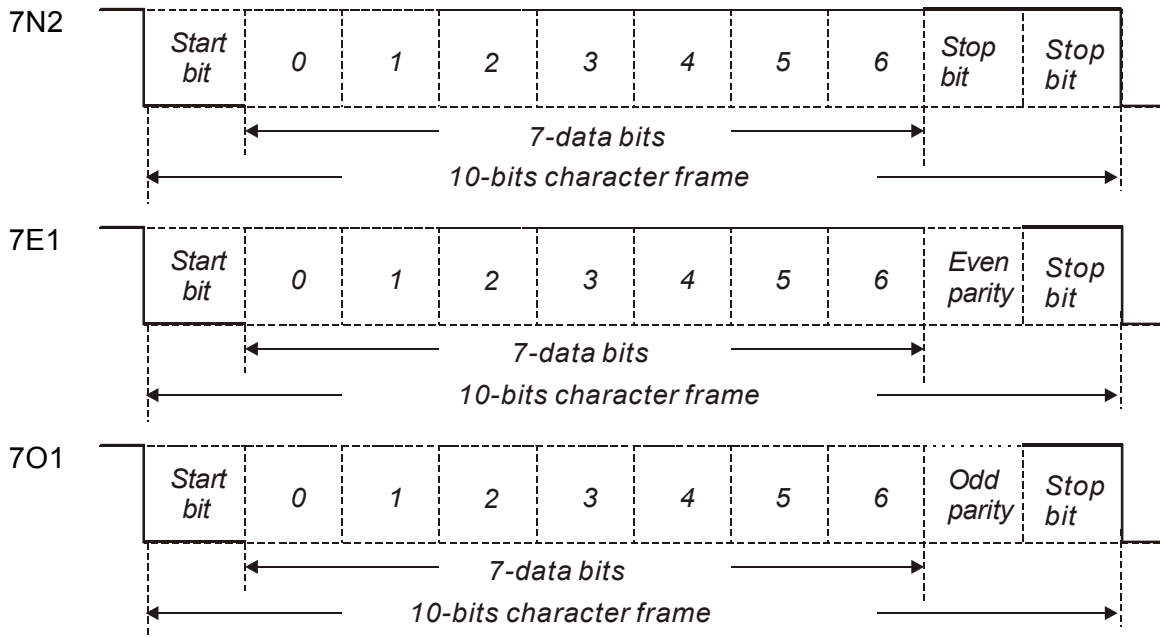 7N2
Start bit 0 1 2 3 4 5 6 Stop bit Stop bit
7-data bits
10-bits character frame
7E1
Start bit 0 1 2 3 4 5 6 Even parity Stop bit
7-data bits
10-bits character frame
7O1
Start bit 0 1 2 3 4 5 6 Odd parity Stop bit
7-data bits
10-bits character frame